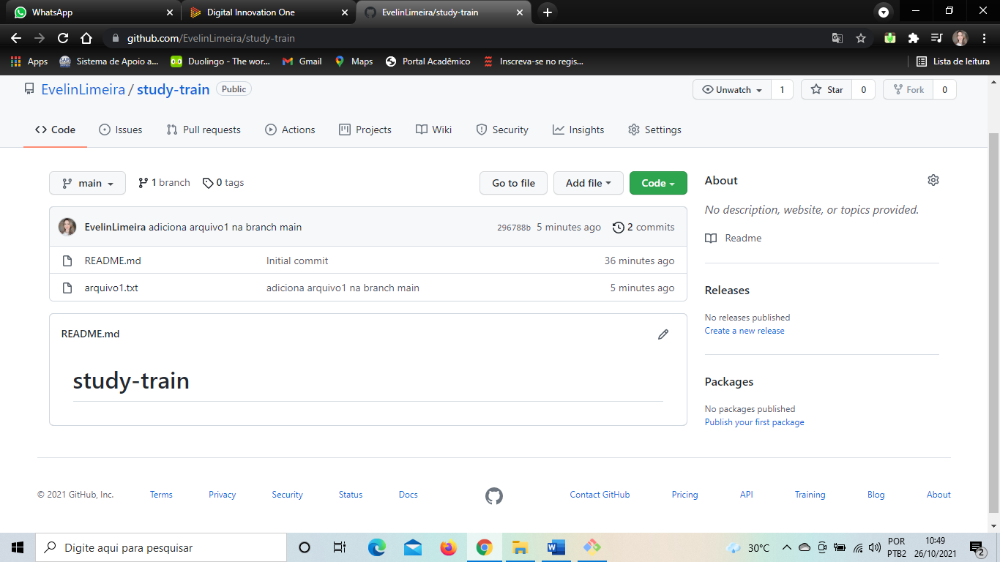 WhatsApp Digital Innovation One EvelinLimeira/study-train
github.com/EvelinLimeira/study-train
Apps Sistema de Apoio a... Duolingo - The wor... Gmail Maps Portal Acadêmico Inscreva-se no regis... Lista de leitura
EvelinLimeira / study-train Public Unwatch 1 Star 0 Fork 0
Code Issues Pull requests Actions Projects Wiki Security Insights Settings
main 1 branch 0 tags Go to file Add file Code About
No description, website, or topics provided.
EvelinLimeira adiciona arquivo1 na branch main 296788b 5 minutes ago 2 commits
Readme
README.md Initial commit 36 minutes ago
arquivo1.txt adiciona arquivo1 na branch main 5 minutes ago
Releases
No releases published
Create a new release
README.md
study-train
Packages
No packages published
Publish your first package
© 2021 GitHub, Inc. Terms Privacy Security Status Docs Contact GitHub Pricing API Training Blog About
Digite aqui para pesquisar 30°C POR 10:49
PTB2 26/10/2021 2